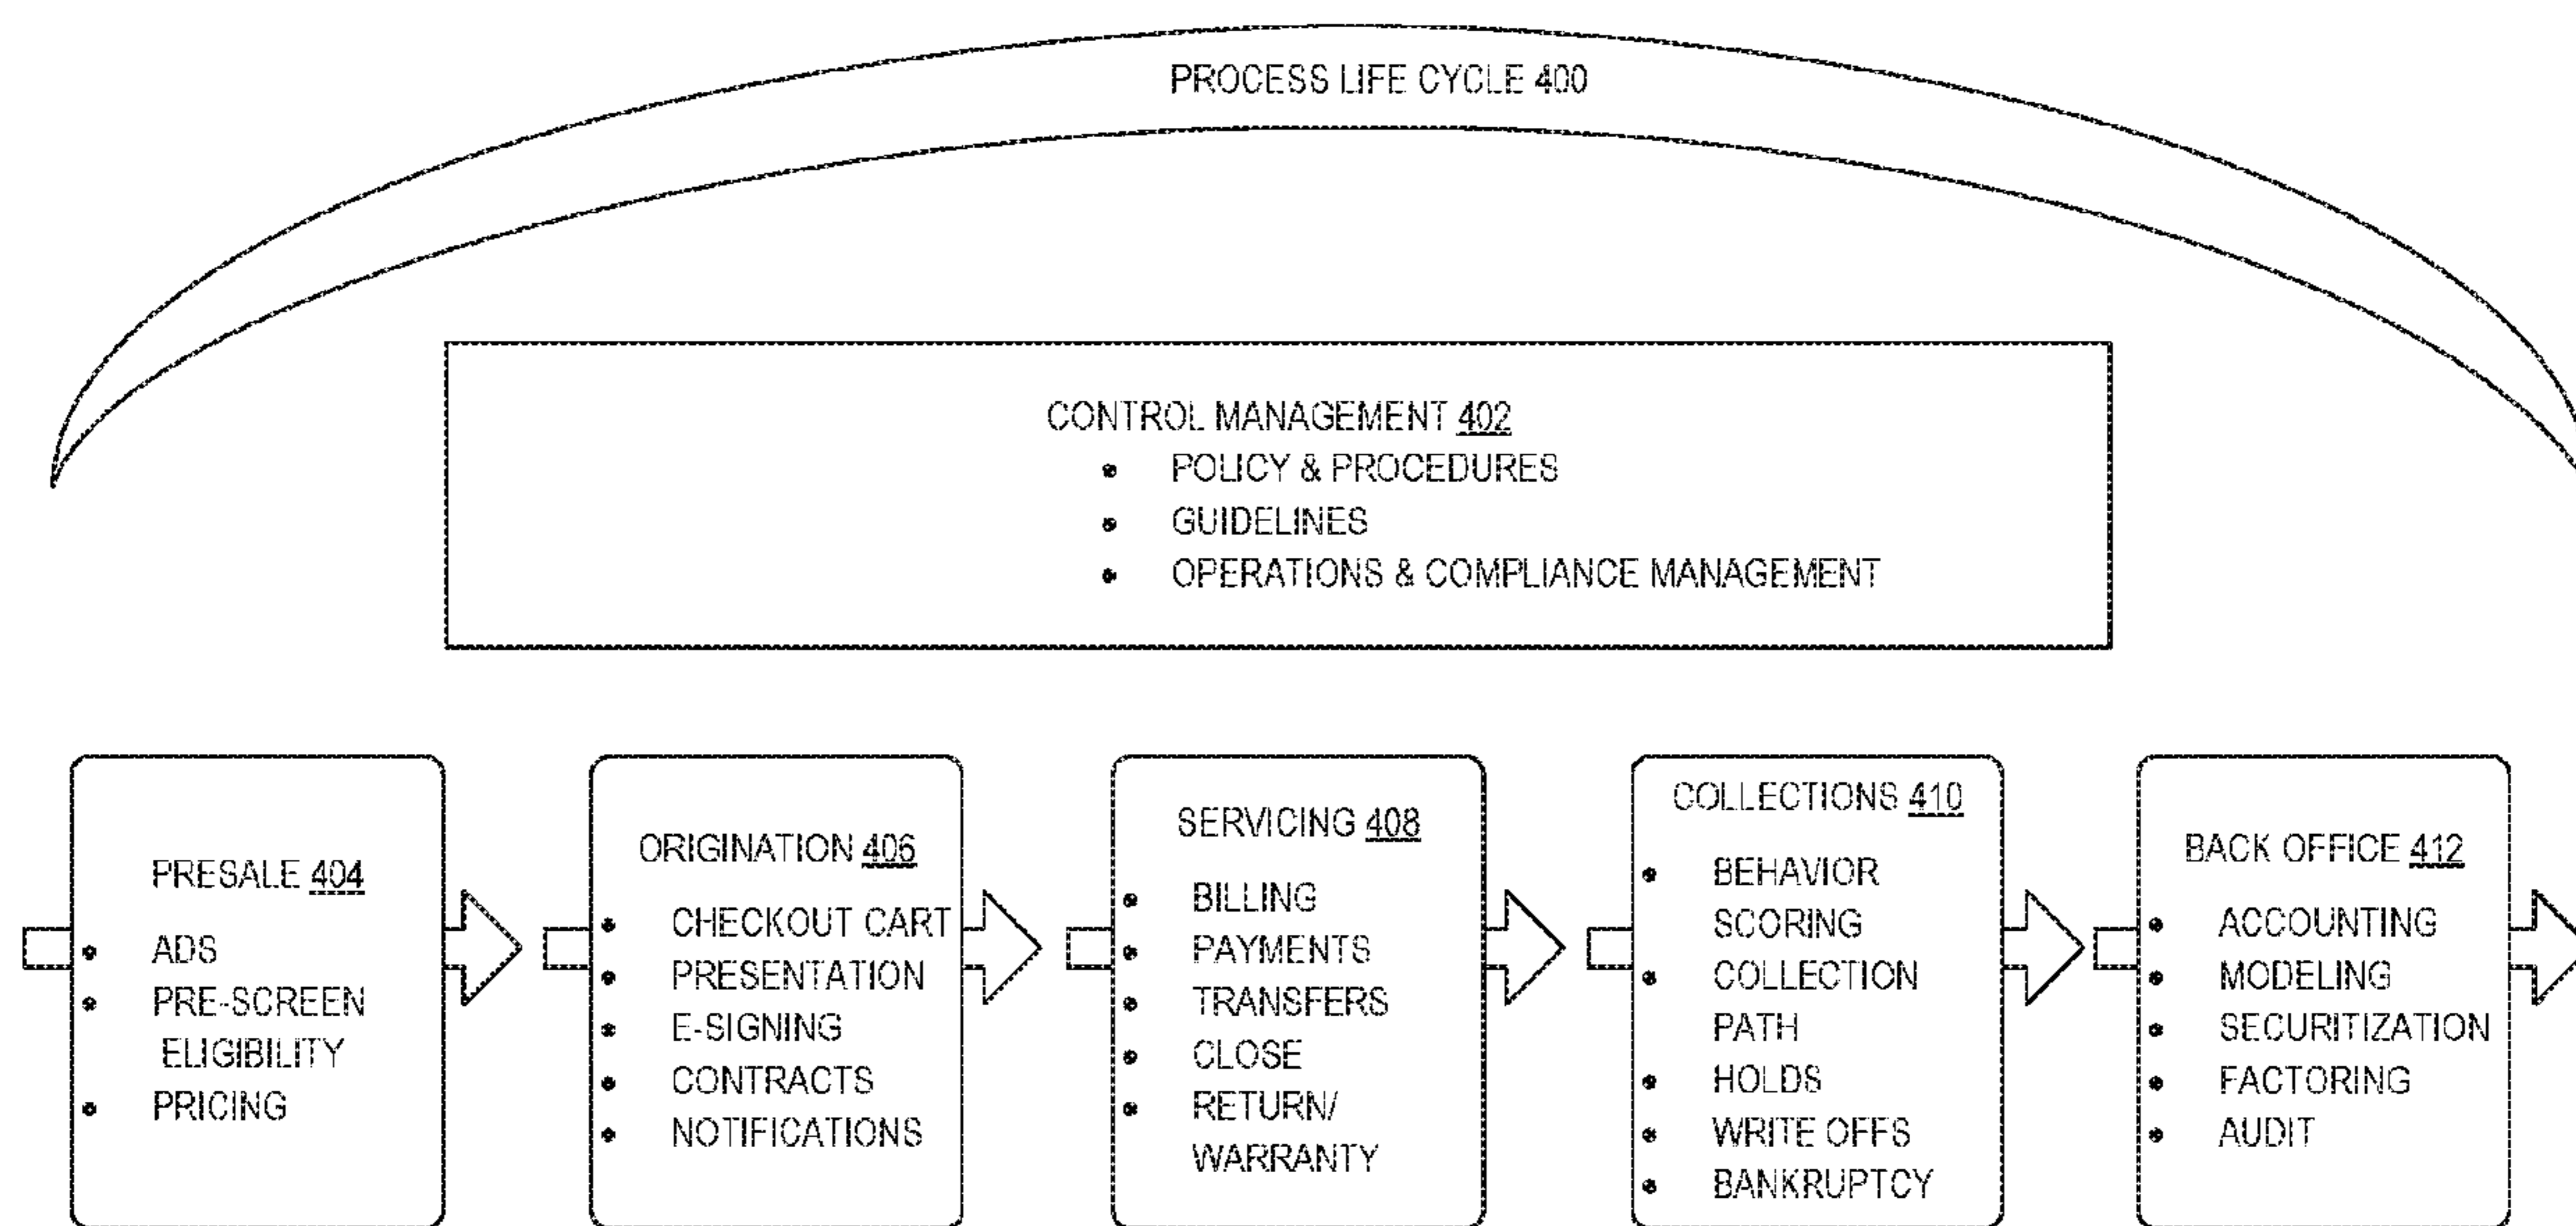 PROCESS LIFE CYCLE 400
CONTROL MANAGEMENT 402
• POLICY & PROCEDURES
• GUIDELINES
• OPERATIONS & COMPLIANCE MANAGEMENT
PRESALE 404
• ADS
• PRE-SCREEN
ELIGIBILITY
• PRICING
ORIGINATION 406
• CHECKOUT CART
• PRESENTATION
• E-SIGNING
• CONTRACTS
• NOTIFICATIONS
SERVICING 408
• BILLING
• PAYMENTS
• TRANSFERS
• CLOSE
• RETURN/
WARRANTY
COLLECTIONS 410
• BEHAVIOR
SCORING
• COLLECTION
PATH
• HOLDS
• WRITE OFFS
• BANKRUPTCY
BACK OFFICE 412
• ACCOUNTING
• MODELING
• SECURITIZATION
• FACTORING
• AUDIT